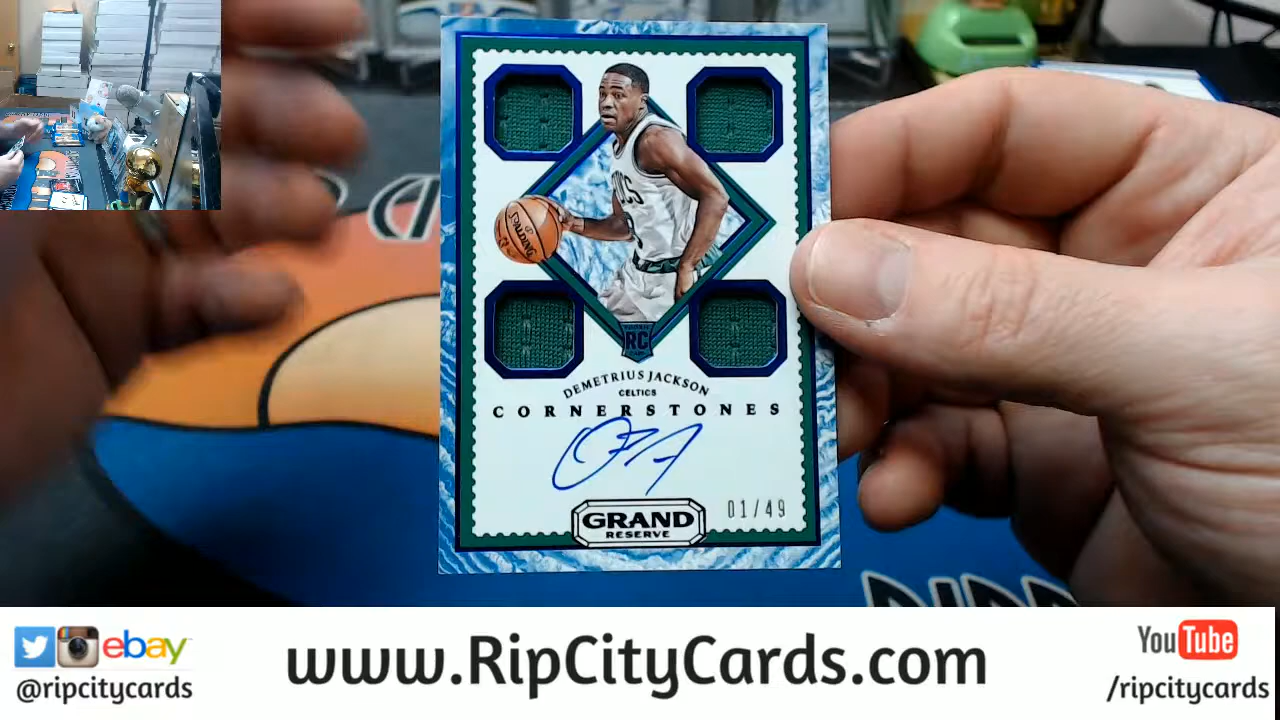 SPALDING
RC
DEMETRIUS JACKSON
CELTICS
CORNERSTONES
01/49
GRAND
RESERVE
ebay
www.RipCityCards.com
YouTube
@ripcitycards
/ripcitycards